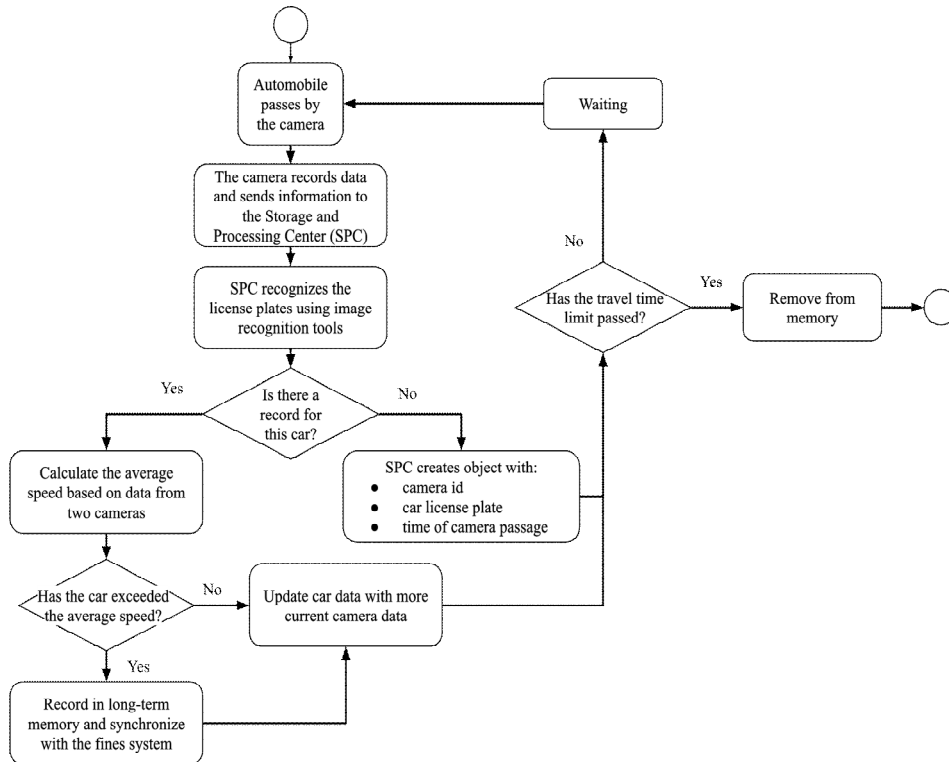 Automobile
passes by
the camera
Waiting
The camera records data
and sends information to
the Storage and
Processing Center (SPC)
No
SPC recognizes the
license plates using image
recognition tools
Has the travel time
limit passed?
Yes
Remove from
memory
Yes
Is there a
record for
this car?
No
Calculate the average
speed based on data from
two cameras
SPC creates object with:
● camera id
● car license plate
● time of camera passage
Has the car exceeded
the average speed?
No
Update car data with more
current camera data
Yes
Record in long-term
memory and synchronize
with the fines system